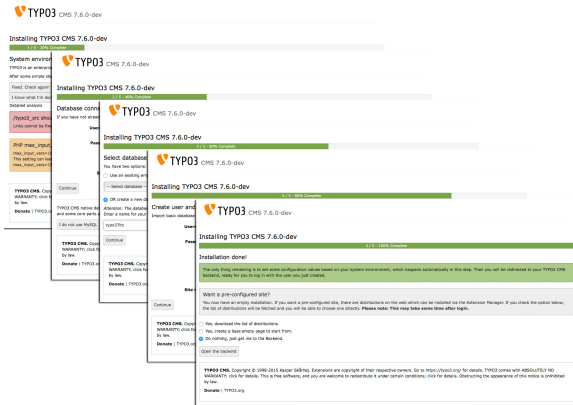 TYPO3 CMS 7.6.0-dev
Installing TYPO3 CMS 7.6.0-dev
1 / 5 - 20% Complete
System environ
TYPO3 is an enterpris
After some simple ste
Fixed. Check again!
I know what I'm doi
Detailed analysis
/typo3_src shou
Links cannot be fixe
PHP max_input_
max_input_vars=15
This setting can lea
max_input_vars=15
TYPO3 CMS. Copy
WARRANTY; click fo
by law.
Donate | TYPO3.o
TYPO3 CMS 7.6.0-dev
Installing TYPO3 CMS 7.6.0-dev
2 / 5 - 40% Complete
Database conne
If you have not alread
User
Pas
Continue
TYPO3 CMS native de
and some core parts
I do not use MySQL
TYPO3 CMS. Copy
WARRANTY; click fo
by law.
Donate | TYPO3.o
TYPO3 CMS 7.6.0-dev
Installing TYPO3 CMS 7.6.0-dev
3 / 5 - 60% Complete
Select database
You have two options:
Use an existing em
-- Select database --
OR create a new da
Attention: The databas
Enter a name for your
typo37lts
Continue
TYPO3 CMS. Copy
WARRANTY; click fo
by law.
Donate | TYPO3.o
TYPO3 CMS 7.6.0-dev
Installing TYPO3 CMS 7.6.0-dev
4 / 5 - 80% Complete
Create user and
Import basic database
User
Pass
Site
Continue
TYPO3 CMS. Copy
WARRANTY; click fo
by law.
Donate | TYPO3.o
TYPO3 CMS 7.6.0-dev
Installing TYPO3 CMS 7.6.0-dev
5 / 5 - 100% Complete
Installation done!
The only thing remaining is to set some configuration values based on your system environment, which happens automatically in this step. Then you will be redirected to your TYPO3 CMS
backend, ready for you to log in with the user you just created.
Want a pre-configured site?
You now have an empty installation. If you want a pre-configured site, there are distributions on the web which can be installed via the Extension Manager. If you check the option below,
the list of distributions will be fetched and you will be able to choose one directly. Please note: This may take some time after login.
Yes, download the list of distributions.
Yes, create a base empty page to start from.
Do nothing, just get me to the Backend.
Open the backend
TYPO3 CMS. Copyright © 1998-2015 Kasper Skårhøj. Extensions are copyright of their respective owners. Go to https://typo3.org/ for details. TYPO3 comes with ABSOLUTELY NO
WARRANTY; click for details. This is free software, and you are welcome to redistribute it under certain conditions; click for details. Obstructing the appearance of this notice is prohibited
by law.
Donate | TYPO3.org